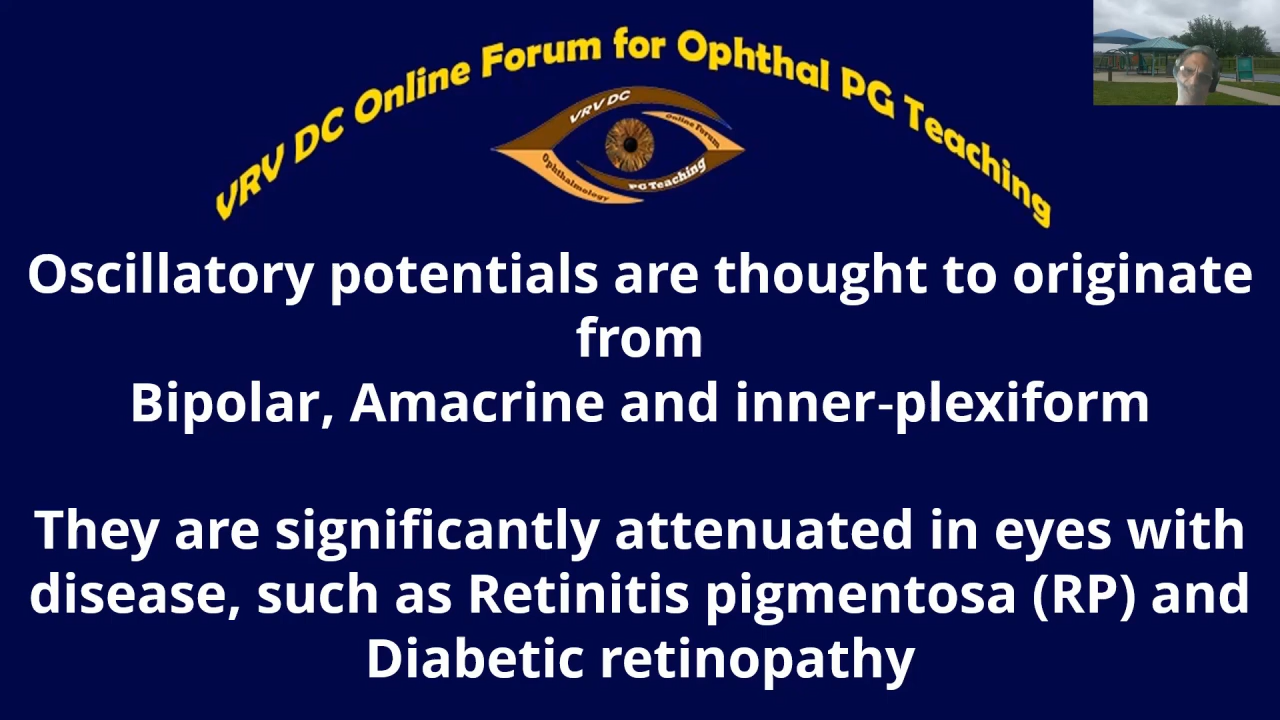 VRV DC Online Forum for Ophthal PG Teaching
VRV DC
Online Forum
Ophthalmology
PG Teaching
Oscillatory potentials are thought to originate
from
Bipolar, Amacrine and inner-plexiform
They are significantly attenuated in eyes with
disease, such as Retinitis pigmentosa (RP) and
Diabetic retinopathy